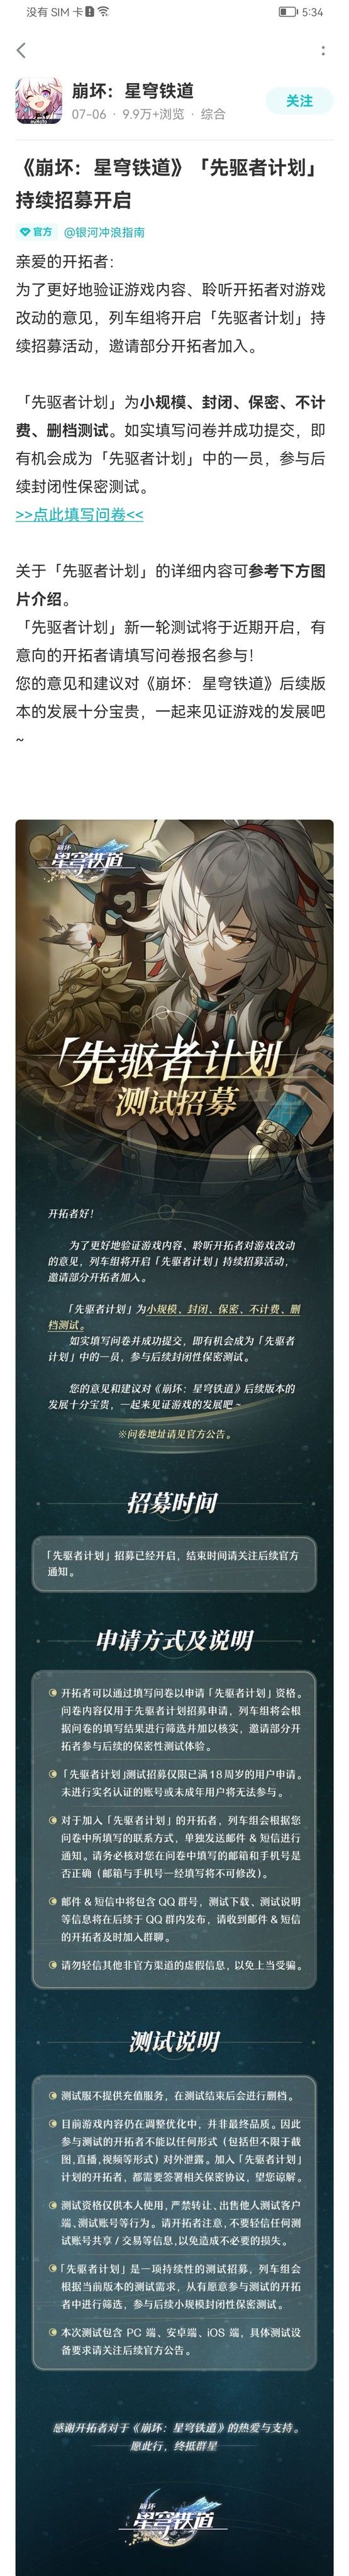 没有 SIM 卡
5:34
崩坏：星穹铁道
07-06 · 9.9万+浏览 · 综合
关注
《崩坏：星穹铁道》「先驱者计划」
持续招募开启
官方 @银河冲浪指南
亲爱的开拓者：
为了更好地验证游戏内容、聆听开拓者对游戏
改动的意见，列车组将开启「先驱者计划」持
续招募活动，邀请部分开拓者加入。
「先驱者计划」为小规模、封闭、保密、不计
费、删档测试。如实填写问卷并成功提交，即
有机会成为「先驱者计划」中的一员，参与后
续封闭性保密测试。
>>点此填写问卷<<
关于「先驱者计划」的详细内容可参考下方图
片介绍。
「先驱者计划」新一轮测试将于近期开启，有
意向的开拓者请填写问卷报名参与！
您的意见和建议对《崩坏：星穹铁道》后续版
本的发展十分宝贵，一起来见证游戏的发展吧
~
崩坏
星穹铁道
「先驱者计划
测试招募
开拓者好！
为了更好地验证游戏内容、聆听开拓者对游戏改动
的意见，列车组将开启「先驱者计划」持续招募活动，
邀请部分开拓者加入。
「先驱者计划」为小规模、封闭、保密、不计费、删
档测试。
如实填写问卷并成功提交，即有机会成为「先驱者
计划」中的一员，参与后续封闭性保密测试。
您的意见和建议对《崩坏：星穹铁道》后续版本的
发展十分宝贵，一起来见证游戏的发展吧~
※问卷地址请见官方公告。
招募时间
「先驱者计划」招募已经开启，结束时间请关注后续官方
通知。
申请方式及说明
开拓者可以通过填写问卷以申请「先驱者计划」资格。
问卷内容仅用于先驱者计划招募申请，列车组将会根
据问卷的填写结果进行筛选并加以核实，邀请部分开
拓者参与后续的保密性测试体验。
「先驱者计划」测试招募仅限已满18周岁的用户申请。
未进行实名认证的账号或未成年用户将无法参与。
对于加入「先驱者计划」的开拓者，列车组会根据您
问卷中所填写的联系方式，单独发送邮件 & 短信进行
通知。请务必核对您在问卷中填写的邮箱和手机号是
否正确（邮箱与手机号一经填写将不可修改）。
邮件 & 短信中将包含 QQ 群号，测试下载、测试说明
等信息将在后续于 QQ 群内发布，请收到邮件 & 短信
的开拓者及时加入群聊。
请勿轻信其他非官方渠道的虚假信息，以免上当受骗。
测试说明
测试服不提供充值服务，在测试结束后会进行删档。
目前游戏内容仍在调整优化中，并非最终品质。因此
参与测试的开拓者不能以任何形式（包括但不限于截
图,直播,视频等形式）对外泄露。加入「先驱者计划」
计划的开拓者，都需要签署相关保密协议，望您谅解。
测试资格仅供本人使用，严禁转让、出售他人测试客户
端、测试账号等行为。请开拓者注意，不要轻信任何测
试账号共享 / 交易等信息，以免造成不必要的损失。
「先驱者计划」是一项持续性的测试招募，列车组会
根据当前版本的测试需求，从有愿意参与测试的开拓
者中进行筛选，参与后续小规模封闭性保密测试。
本次测试包含 PC 端、安卓端、iOS 端，具体测试设
备要求请关注后续官方公告。
感谢开拓者对于《崩坏：星穹铁道》的热爱与支持。
愿此行，终抵群星
崩坏
星穹铁道